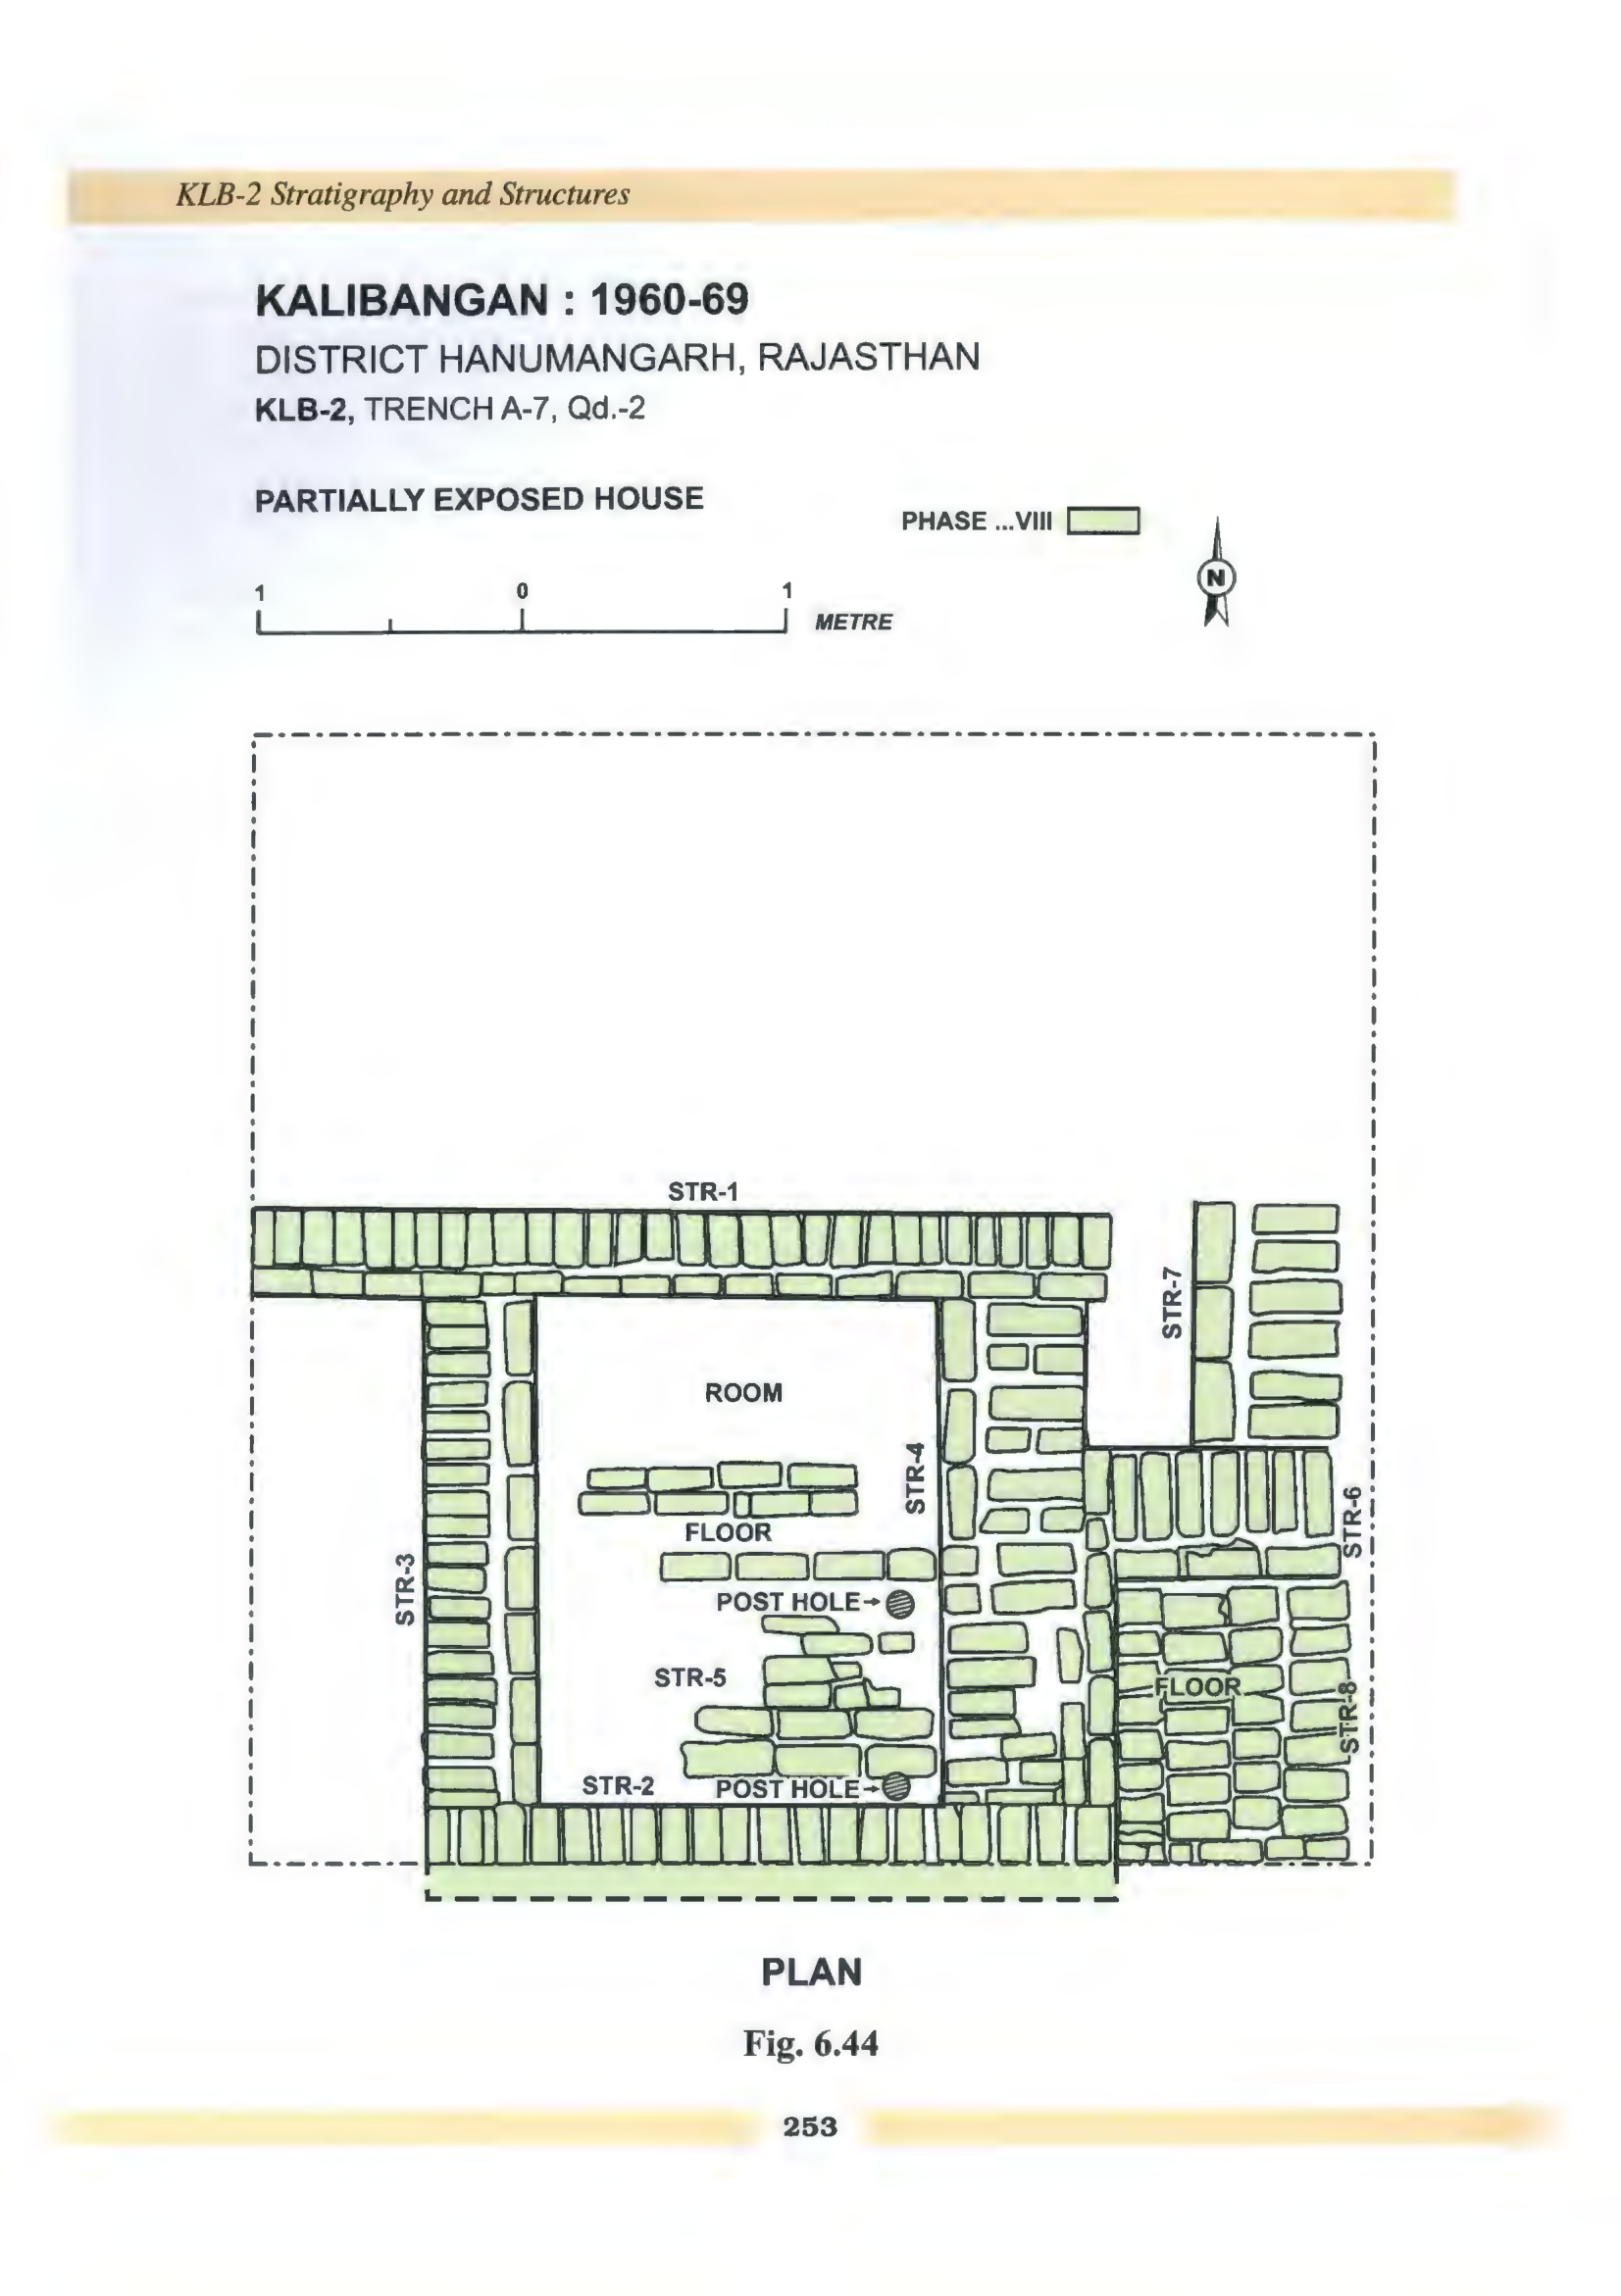 KLB-2 Stratigraphy and Structures
KALIBANGAN : 1960-69
DISTRICT HANUMANGARH, RAJASTHAN
KLB-2, TRENCH A-7, Qd.-2
PARTIALLY EXPOSED HOUSE
PHASE ...VIII
N
1 0 1
METRE
STR-1
STR-7
ROOM
STR-4
FLOOR
STR-6
STR-3
POST HOLE
STR-5
FLOOR
STR-8
STR-2
POST HOLE
PLAN
Fig. 6.44
253